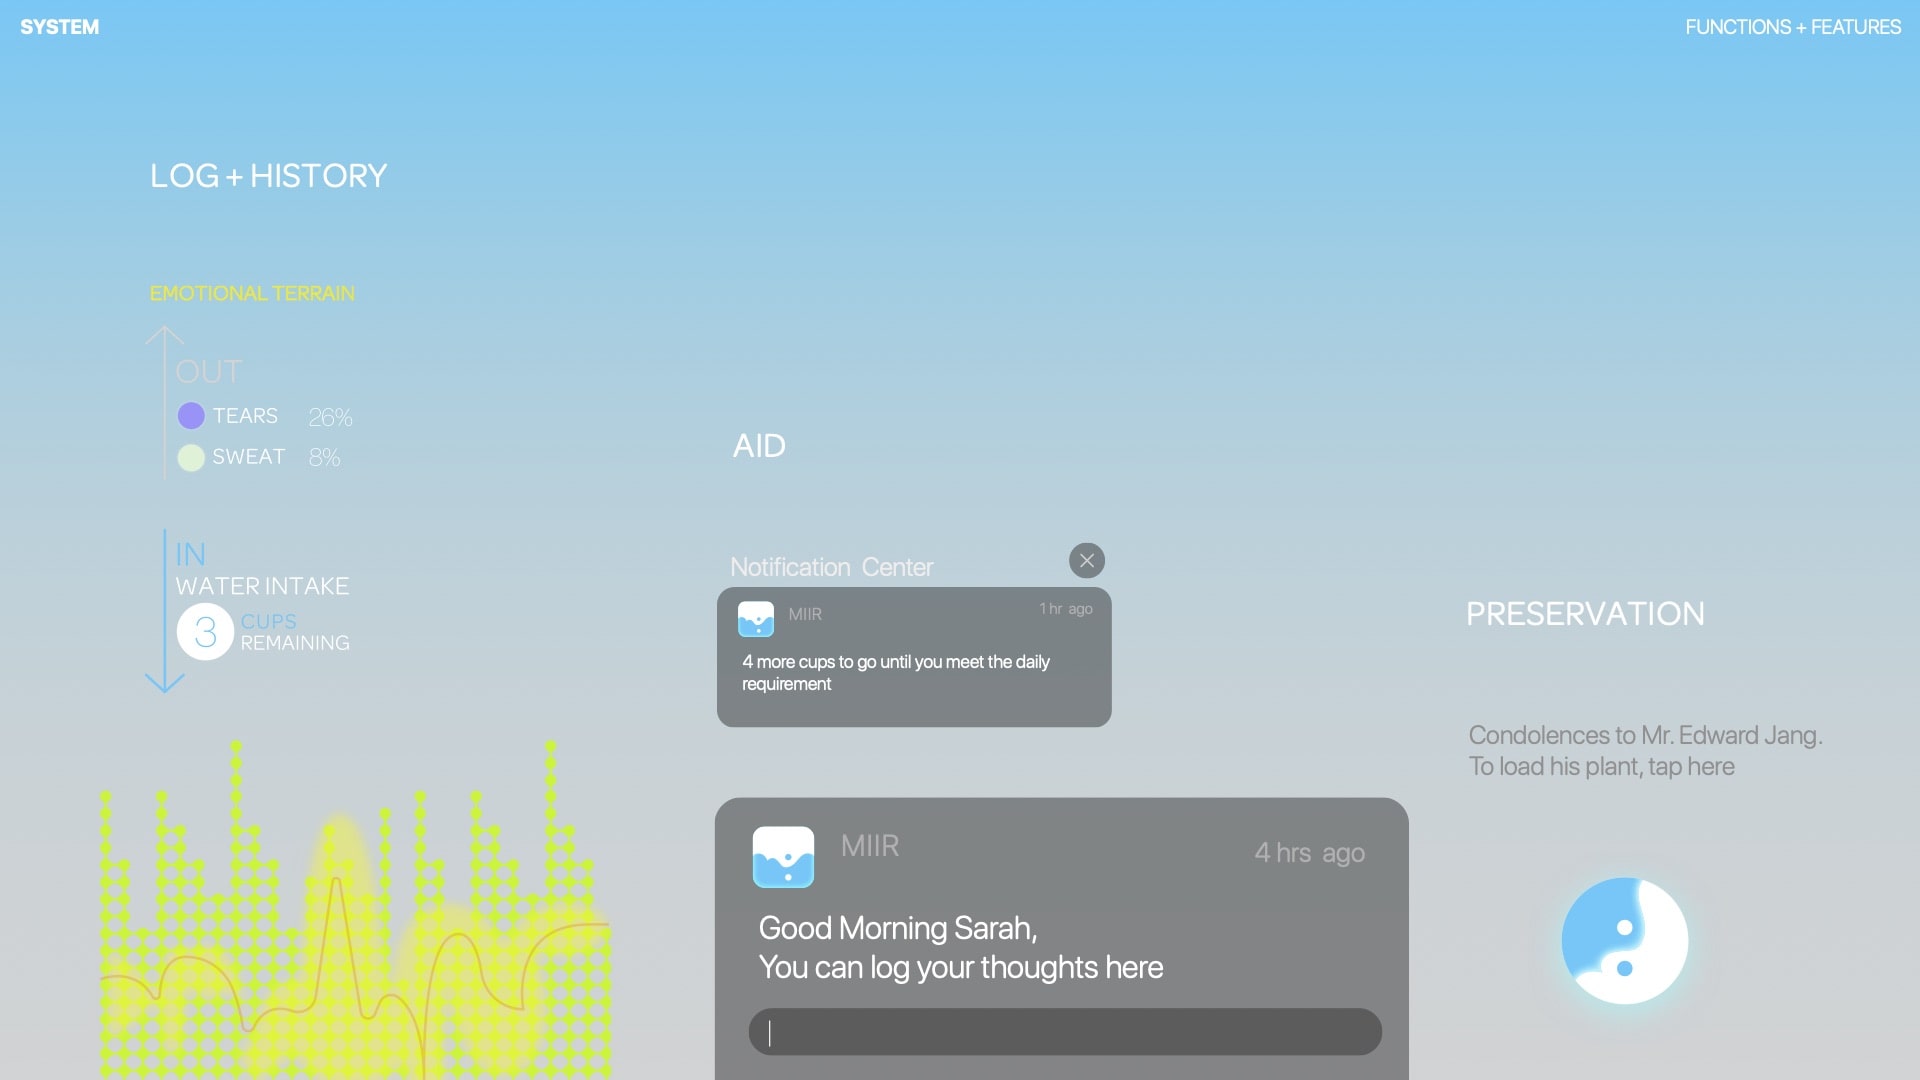 SYSTEM
FUNCTIONS + FEATURES
LOG + HISTORY
EMOTIONAL TERRAIN
OUT
TEARS 26%
SWEAT 8%
IN
WATER INTAKE
3 CUPS
REMAINING
AID
Notification Center
MIIR 1 hr ago
4 more cups to go until you meet the daily
requirement
MIIR 4 hrs ago
Good Morning Sarah,
You can log your thoughts here
PRESERVATION
Condolences to Mr. Edward Jang.
To load his plant, tap here